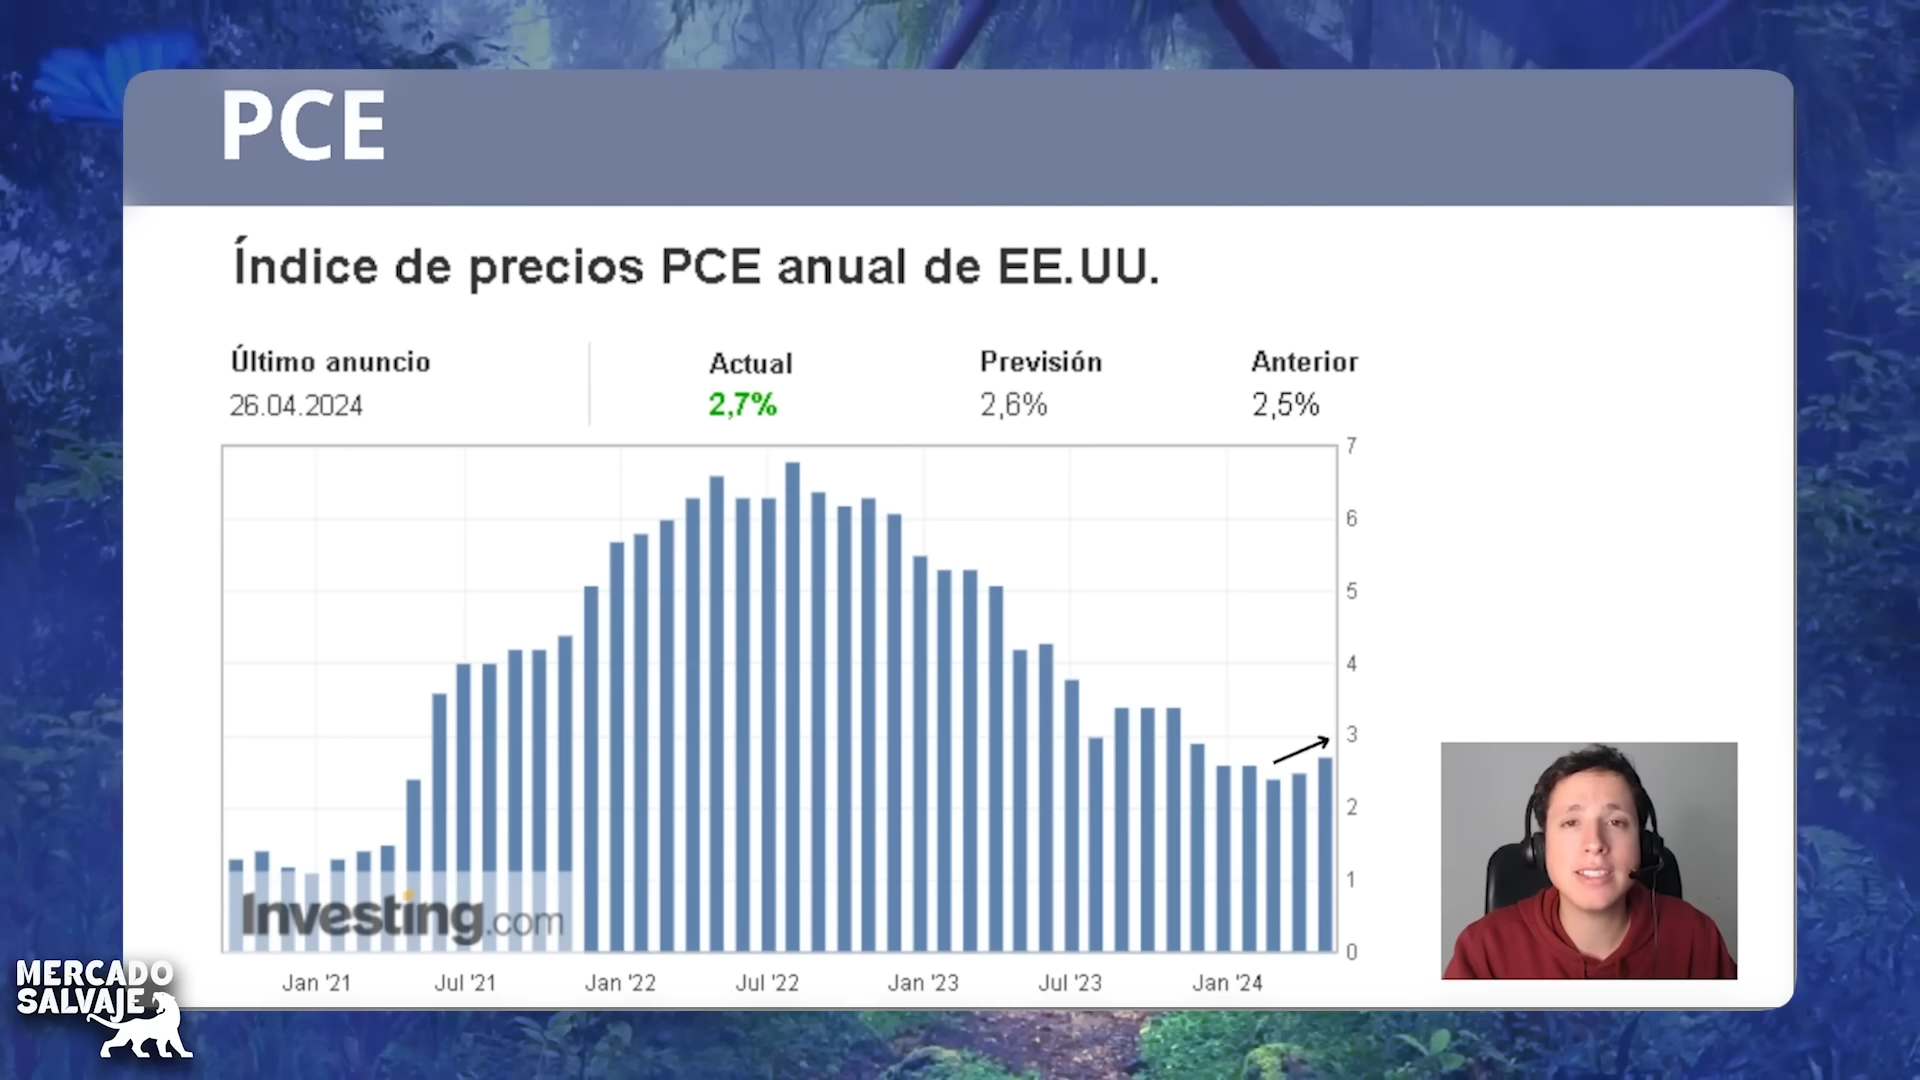 PCE
Índice de precios PCE anual de EE.UU.
Último anuncio Actual Previsión Anterior
26.04.2024 2,7% 2,6% 2,5%
7
6
5
4
3
2
1
0
Investing.com
Jan '21 Jul '21 Jan '22 Jul '22 Jan '23 Jul '23 Jan '24
MERCADO
SALVAJE